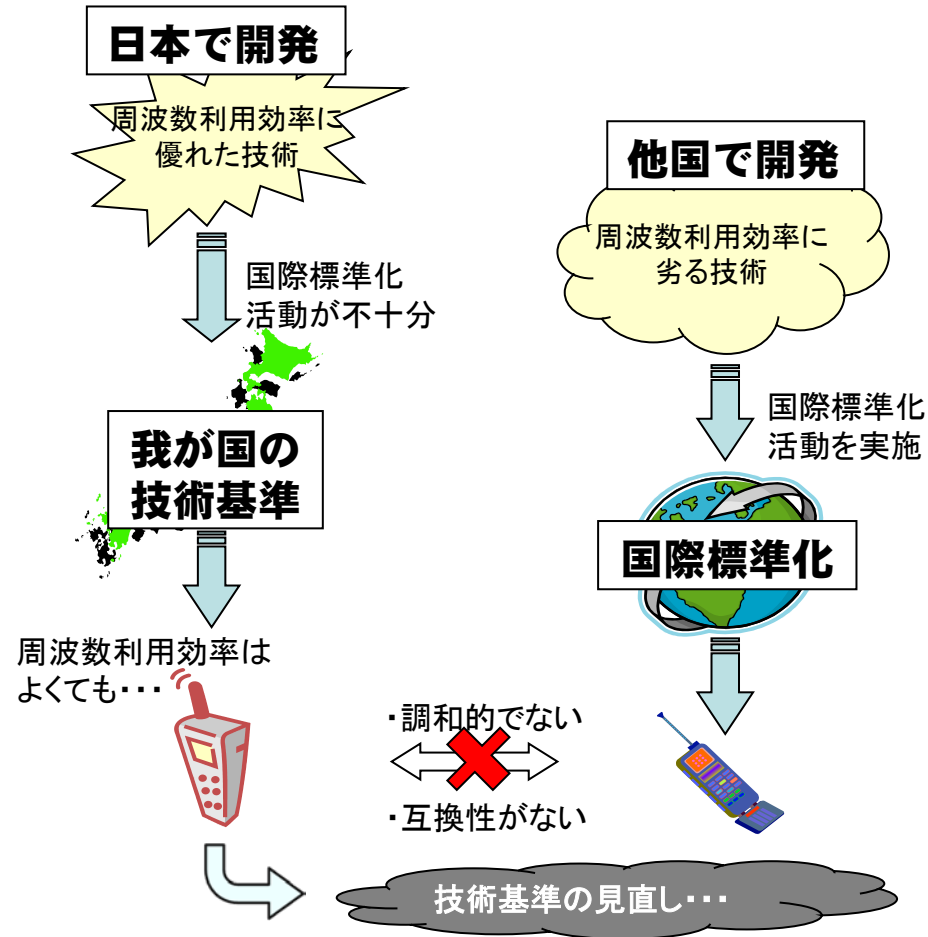 日本で開発
周波数利用効率に
優れた技術
国際標準化
活動が不十分
我が国の
技術基準
周波数利用効率は
よくても・・・
他国で開発
周波数利用効率に
劣る技術
国際標準化
活動を実施
国際標準化
・調和的でない
・互換性がない
技術基準の見直し・・・